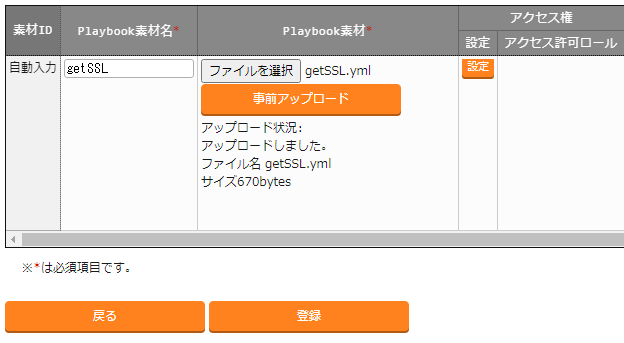 素材ID Playbook素材名* Playbook素材* アクセス権
設定 アクセス許可ロール
自動入力 getSSL ファイルを選択 getSSL.yml 設定
事前アップロード
アップロード状況:
アップロードしました。
ファイル名 getSSL.yml
サイズ670bytes
※*は必須項目です。
戻る 登録